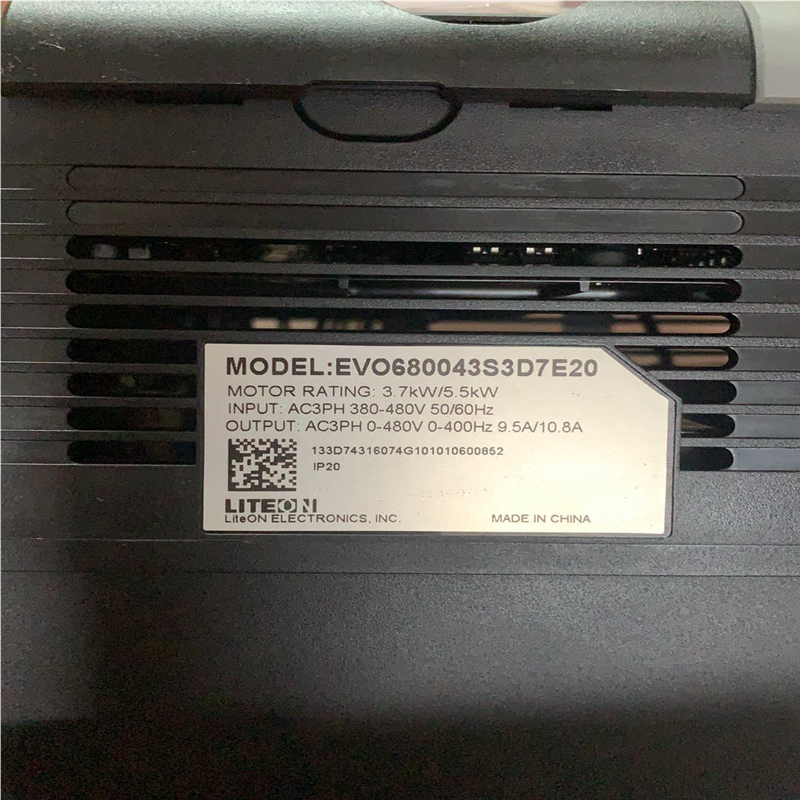 MODEL:EVO680043S3D7E20
MOTOR RATING: 3.7kW/5.5kW
INPUT: AC3PH 380-480V 50/60Hz
OUTPUT: AC3PH 0-480V 0-400Hz 9.5A/10.8A
133D74316074G101010600852
IP20
LITEON
LiteON ELECTRONICS, INC.
MADE IN CHINA